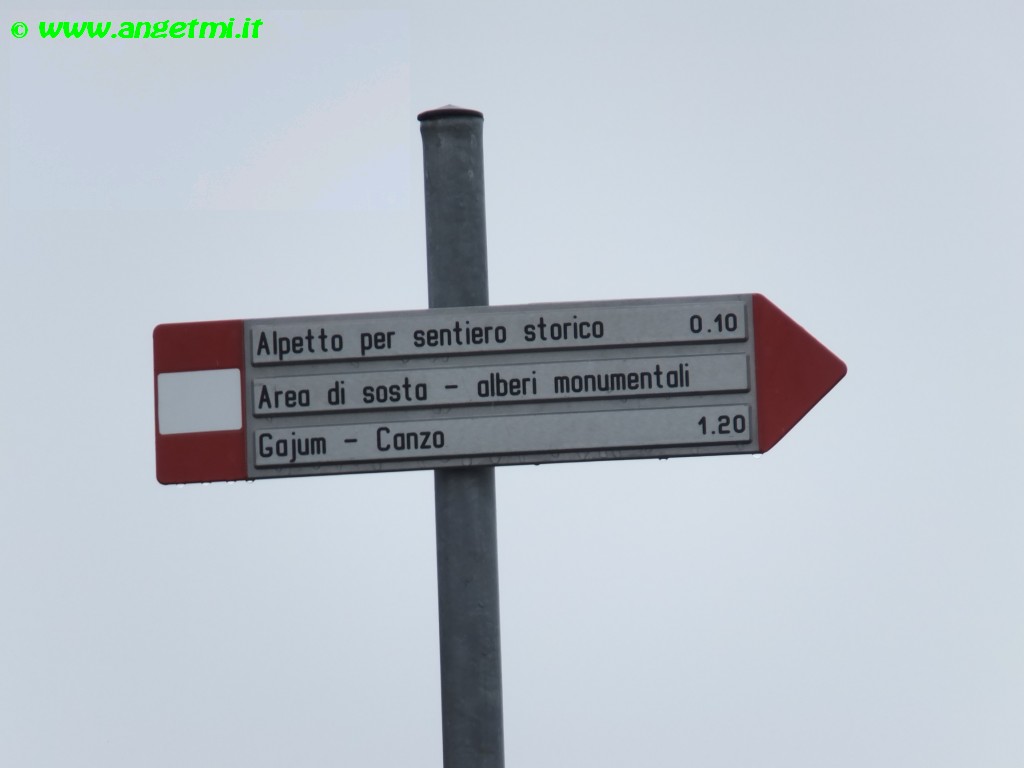 © www.angetmi.it
Alpetto per sentiero storico 0.10
Area di sosta - alberi monumentali
Gajum - Canzo 1.20